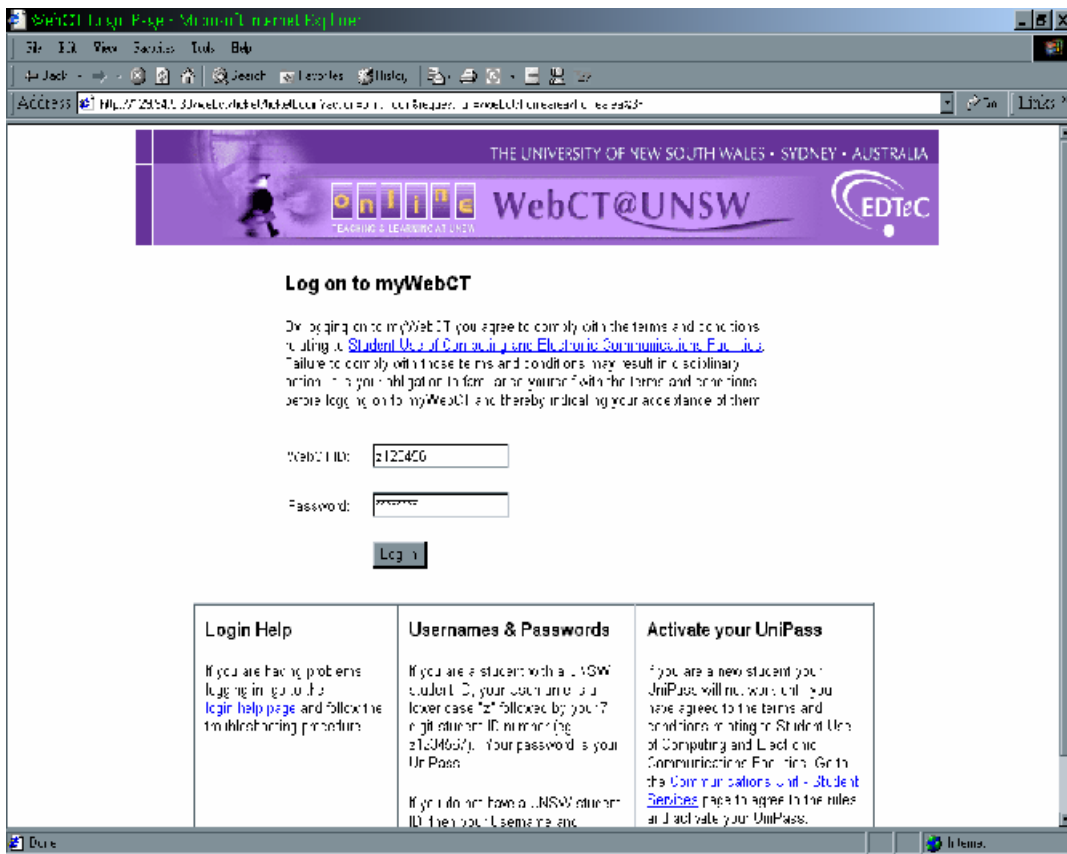 WebCT Logon Page - Microsoft Internet Explorer
File Edit View Favorites Tools Help
Back Search Favorites History
Address Go Links »
THE UNIVERSITY OF NEW SOUTH WALES • SYDNEY • AUSTRALIA
online WebCT@UNSW EDTeC
TEACHING & LEARNING AT UNSW
Log on to myWebCT
By logging on to myWebCT you agree to comply with the terms and conditions
relating to Student Use of Computing and Electronic Communications Facilities.
Failure to comply with those terms and conditions may result in disciplinary
action. It is your obligation to familiarise yourself with the terms and conditions
before logging on to myWebCT and thereby indicating your acceptance of them
WebCT ID: z123456
Password: ********
Log in
Login Help
If you are having problems
logging in, go to the
login help page and follow the
troubleshooting procedure
Usernames & Passwords
If you are a student with a UNSW
student ID, your username is a
lower case "z" followed by your 7
digit student ID number (eg
z1234567). Your password is your
UniPass
If you do not have a UNSW student
ID, then your Username and
Activate your UniPass
If you are a new student your
UniPass will not work until you
have agreed to the terms and
conditions relating to Student Use
of Computing and Electronic
Communications Facilities. Go to
the Communications Unit - Student
Services page to agree to the rules
and activate your UniPass.
Done Internet